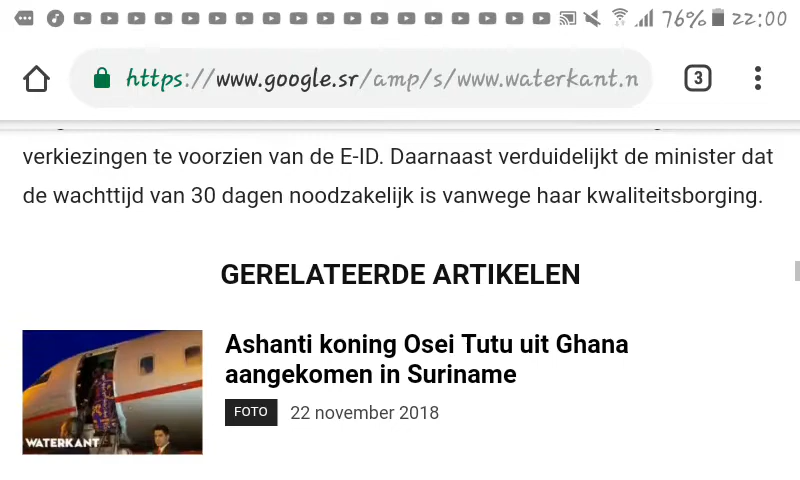 76% 22:00
https://www.google.sr/amp/s/www.waterkant.n
3
verkiezingen te voorzien van de E-ID. Daarnaast verduidelijkt de minister dat
de wachttijd van 30 dagen noodzakelijk is vanwege haar kwaliteitsborging.
GERELATEERDE ARTIKELEN
Ashanti koning Osei Tutu uit Ghana
aangekomen in Suriname
FOTO 22 november 2018
WATERKANT